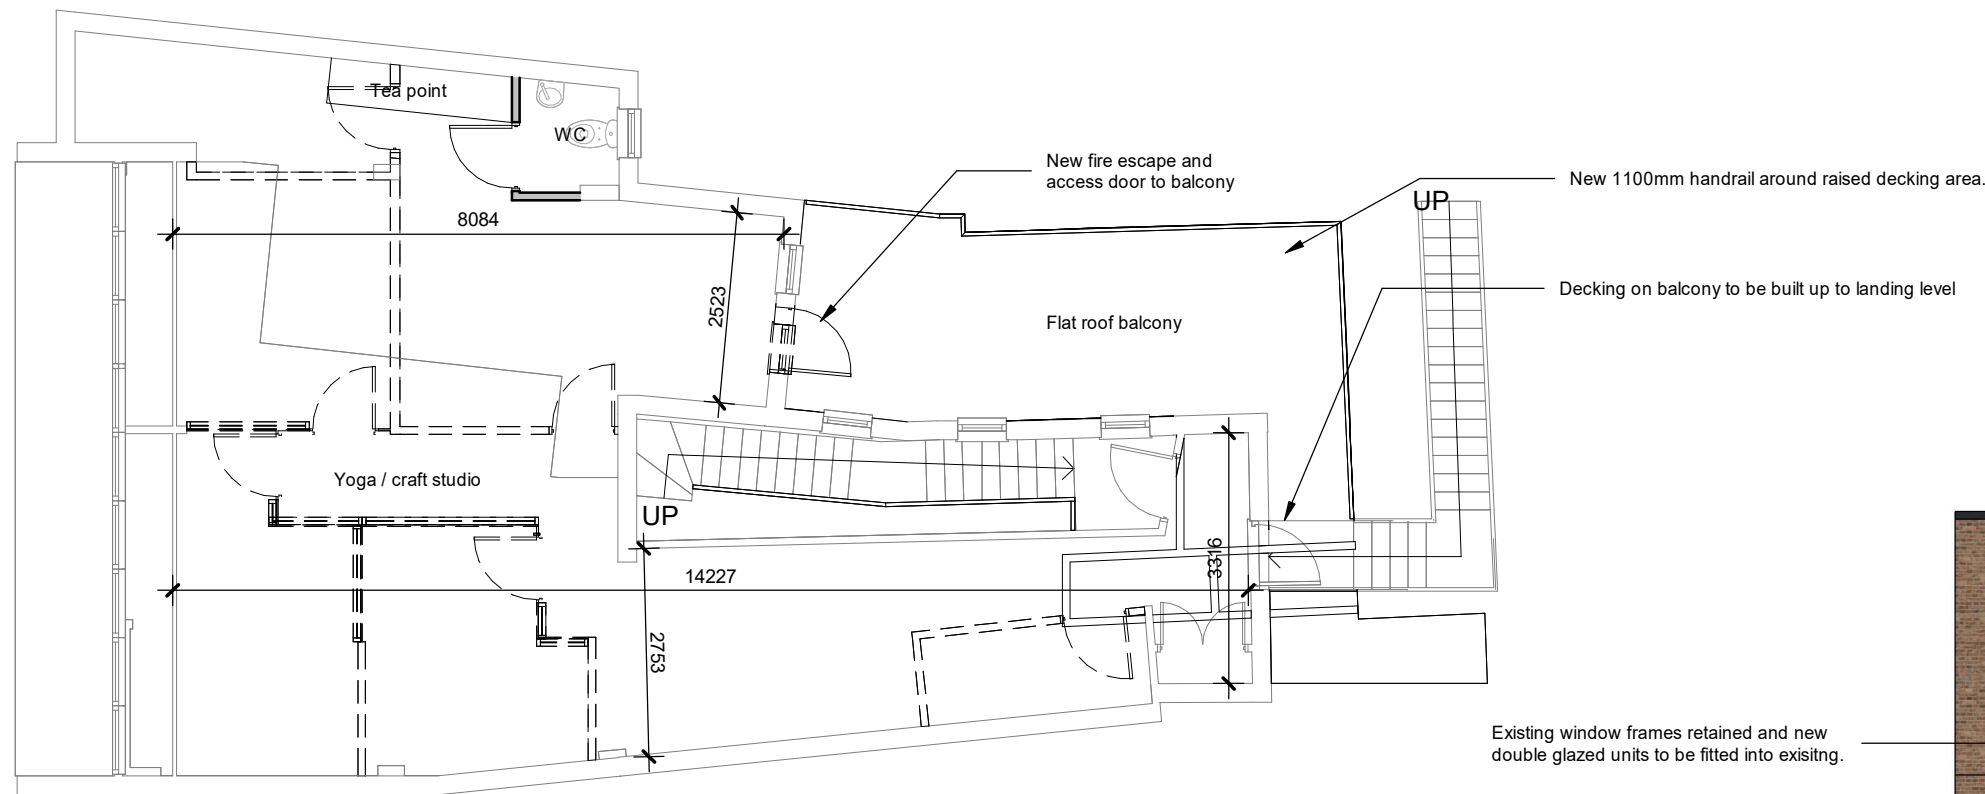 Tea point
WC
New fire escape and
access door to balcony
New 1100mm handrail around raised decking area.
UP
8084
2523
Decking on balcony to be built up to landing level
Flat roof balcony
Yoga / craft studio
UP
3316
14227
2753
Existing window frames retained and new
double glazed units to be fitted into exisitng.